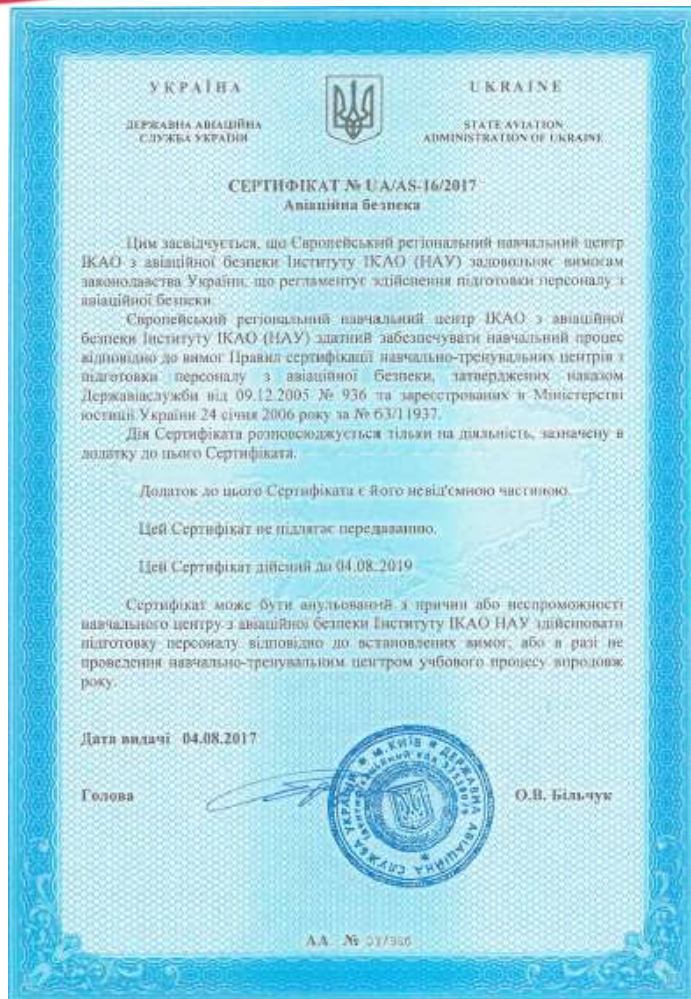 УКРАЇНА
UKRAINE
ДЕРЖАВНА АВІАЦІЙНА
СЛУЖБА УКРАЇНИ
STATE AVIATION
ADMINISTRATION OF UKRAINE
СЕРТИФІКАТ № UA/AS-16/2017
Авіаційна безпека
Цим засвідчується, що Європейський регіональний навчальний центр
ІКАО з авіаційної безпеки Інституту ІКАО (НАУ) задовольняє вимогам
законодавства України, що регламентує здійснення підготовки персоналу з
авіаційної безпеки.
Європейський регіональний навчальний центр ІКАО з авіаційної
безпеки Інституту ІКАО (НАУ) здатний забезпечувати навчальний процес
відповідно до вимог Правил сертифікації навчально-тренувальних центрів з
підготовки персоналу з авіаційної безпеки, затверджених наказом
Державіаслужби від 09.12.2005 № 936 та зареєстрованих в Міністерстві
юстиції України 24 січня 2006 року за № 63/11937.
Дія Сертифіката розповсюджується тільки на діяльність, зазначену в
додатку до цього Сертифіката.
Додаток до цього Сертифіката є його невід'ємною частиною.
Цей Сертифікат не підлягає передаванню.
Цей Сертифікат дійсний до 04.08.2019
Сертифікат може бути анульований з причин або неспроможності
навчального центру з авіаційної безпеки Інституту ІКАО НАУ здійснювати
підготовку персоналу відповідно до встановлених вимог, або в разі не
проведення навчально-тренувальним центром учбового процесу впродовж
року.
Дата видачі 04.08.2017
Голова
О.В. Більчук
м. КИЇВ
ДЕРЖАВНА АВІАЦІЙНА СЛУЖБА УКРАЇНИ
АА №